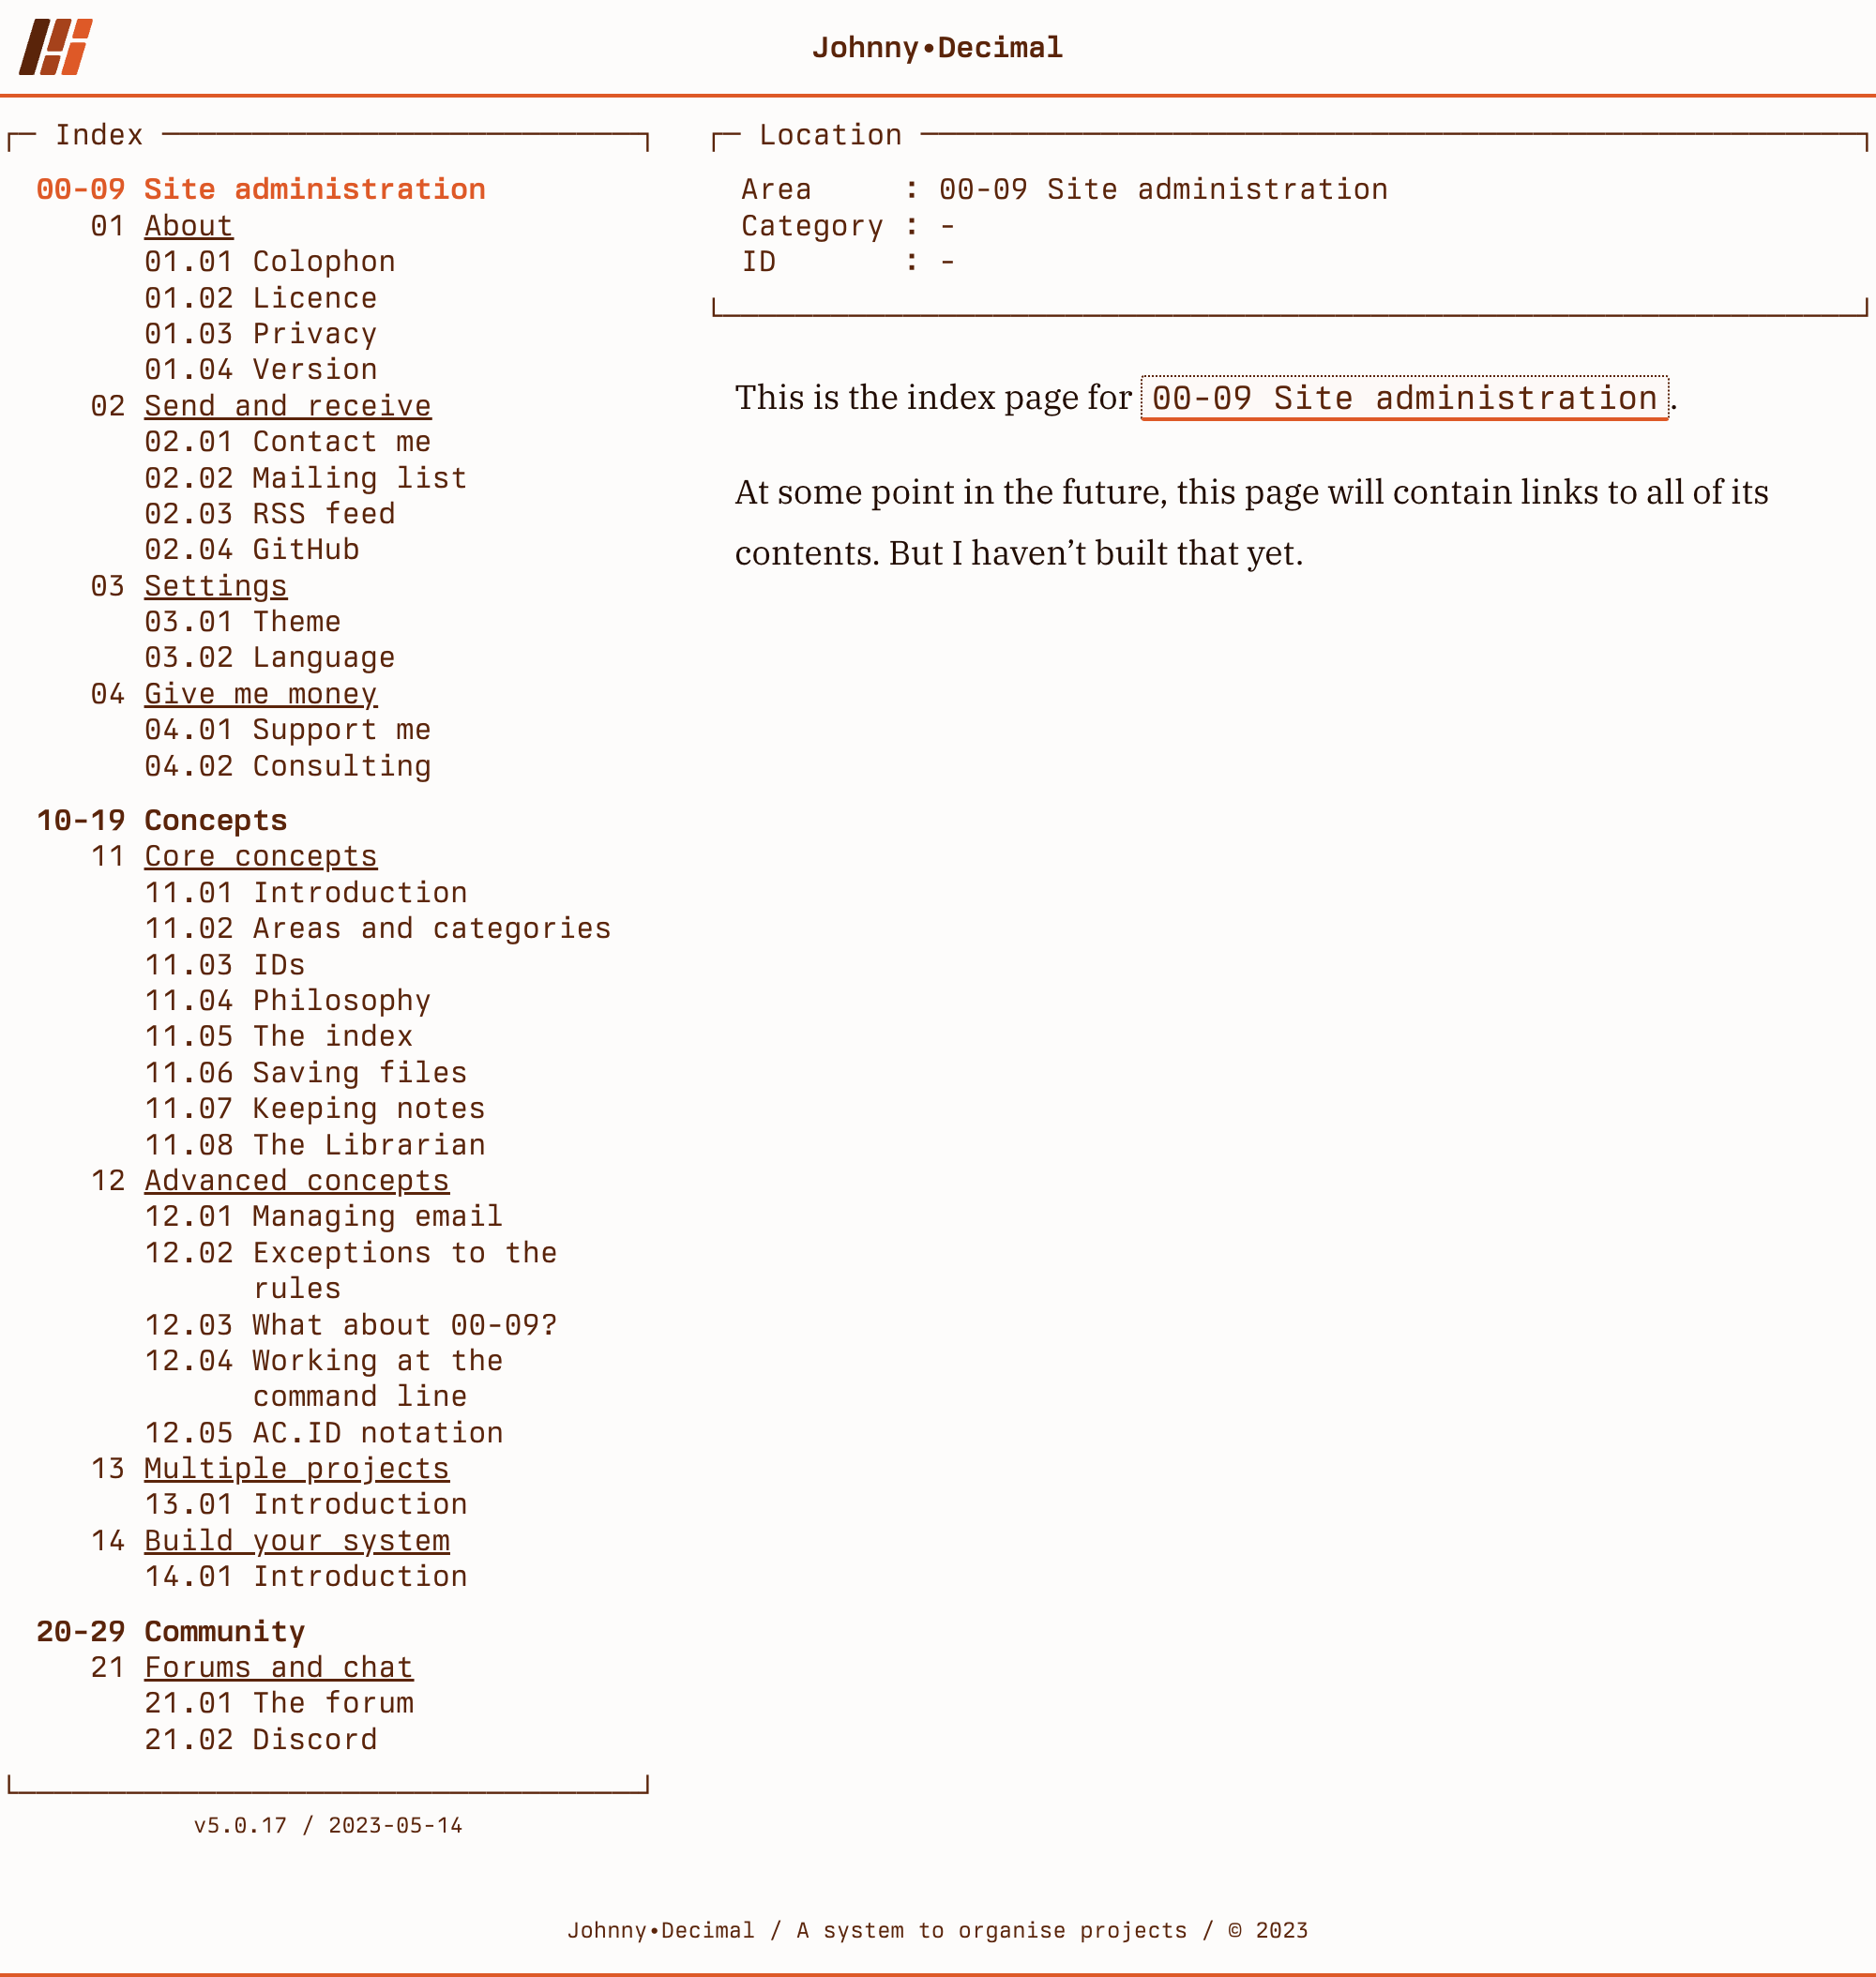 Johnny•Decimal
Index
00-09 Site administration
01 About
01.01 Colophon
01.02 Licence
01.03 Privacy
01.04 Version
02 Send and receive
02.01 Contact me
02.02 Mailing list
02.03 RSS feed
02.04 GitHub
03 Settings
03.01 Theme
03.02 Language
04 Give me money
04.01 Support me
04.02 Consulting
10-19 Concepts
11 Core concepts
11.01 Introduction
11.02 Areas and categories
11.03 IDs
11.04 Philosophy
11.05 The index
11.06 Saving files
11.07 Keeping notes
11.08 The Librarian
12 Advanced concepts
12.01 Managing email
12.02 Exceptions to the
rules
12.03 What about 00-09?
12.04 Working at the
command line
12.05 AC.ID notation
13 Multiple projects
13.01 Introduction
14 Build your system
14.01 Introduction
20-29 Community
21 Forums and chat
21.01 The forum
21.02 Discord
v5.0.17 / 2023-05-14
Location
Area : 00-09 Site administration
Category : -
ID : -
This is the index page for 00-09 Site administration.
At some point in the future, this page will contain links to all of its
contents. But I haven’t built that yet.
Johnny•Decimal / A system to organise projects / © 2023